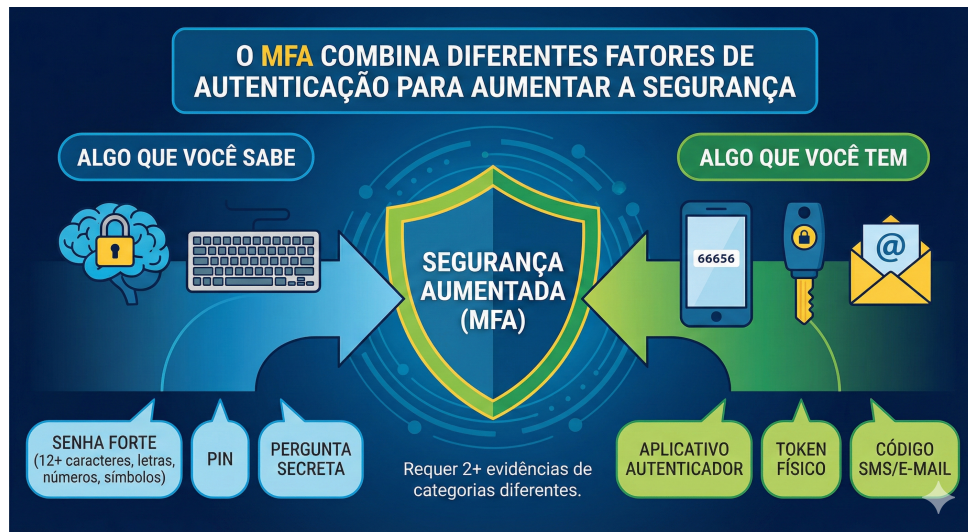 O MFA COMBINA DIFERENTES FATORES DE
AUTENTICAÇÃO PARA AUMENTAR A SEGURANÇA
ALGO QUE VOCÊ SABE
ALGO QUE VOCÊ TEM
66656
@
SEGURANÇA
AUMENTADA
(MFA)
SENHA FORTE
(12+ caracteres, letras,
números, símbolos)
PIN
PERGUNTA
SECRETA
Requer 2+ evidências de
categorias diferentes.
APLICATIVO
AUTENTICADOR
TOKEN
FÍSICO
CÓDIGO
SMS/E-MAIL